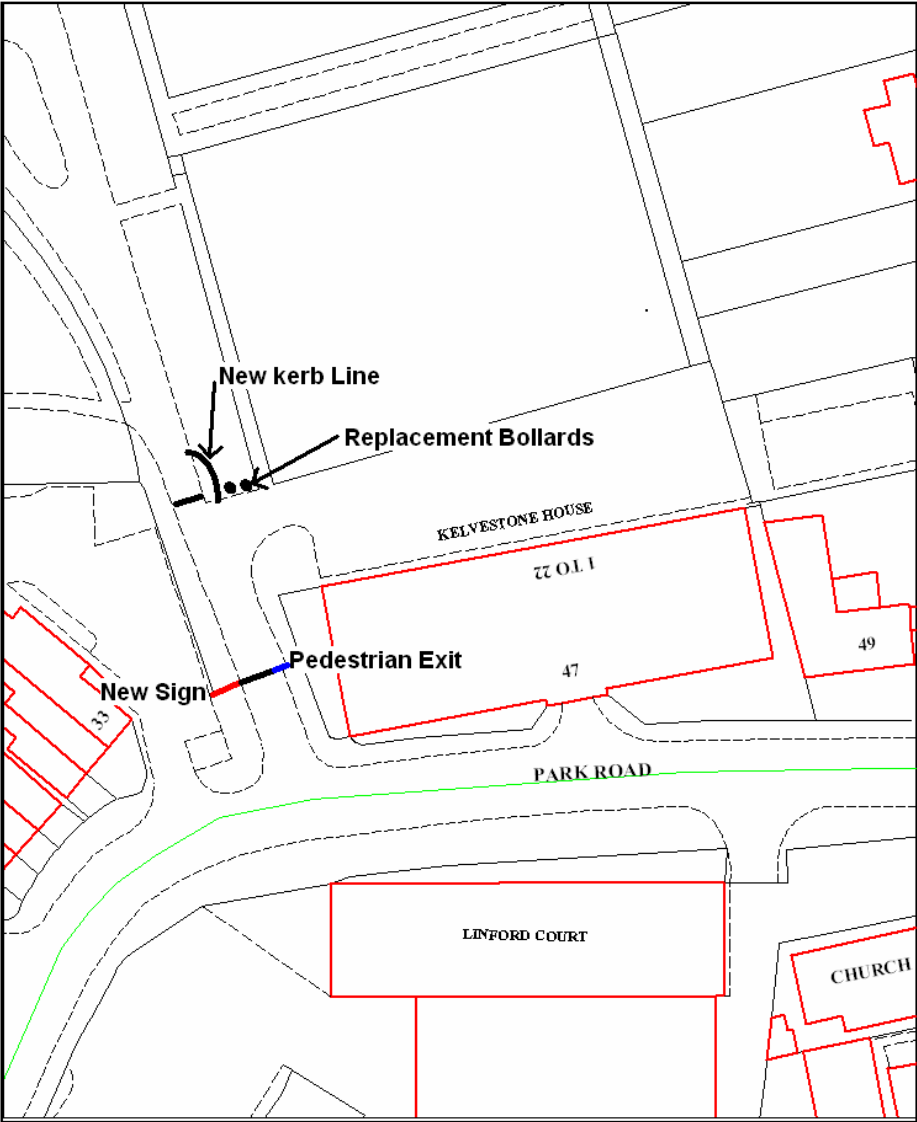 New kerb Line
Replacement Bollards
KELVESTONE HOUSE
1 TO 22
49
Pedestrian Exit
47
New Sign
33
PARK ROAD
LINFORD COURT
CHURCH